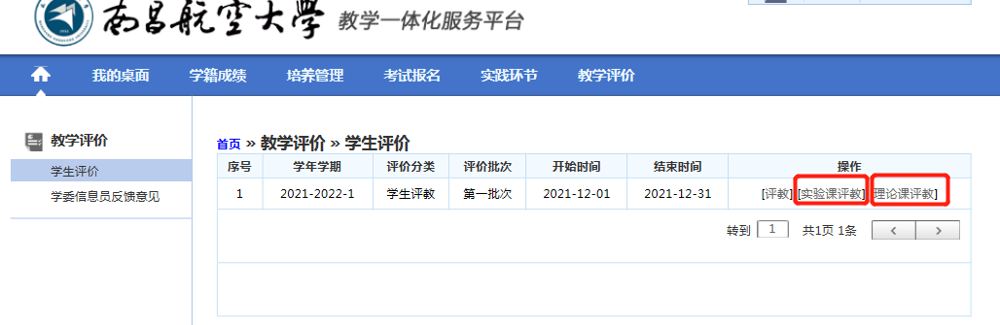 南昌航空大學 教学一体化服务平台
我的桌面 学籍成绩 培养管理 考试报名 实践环节 教学评价
教学评价
学生评价
学委信息员反馈意见
首页 » 教学评价 » 学生评价
序号 学年学期 评价分类 评价批次 开始时间 结束时间 操作
1 2021-2022-1 学生评教 第一批次 2021-12-01 2021-12-31 [评教] [实验课评教] [理论课评教]
转到 1 共1页 1条